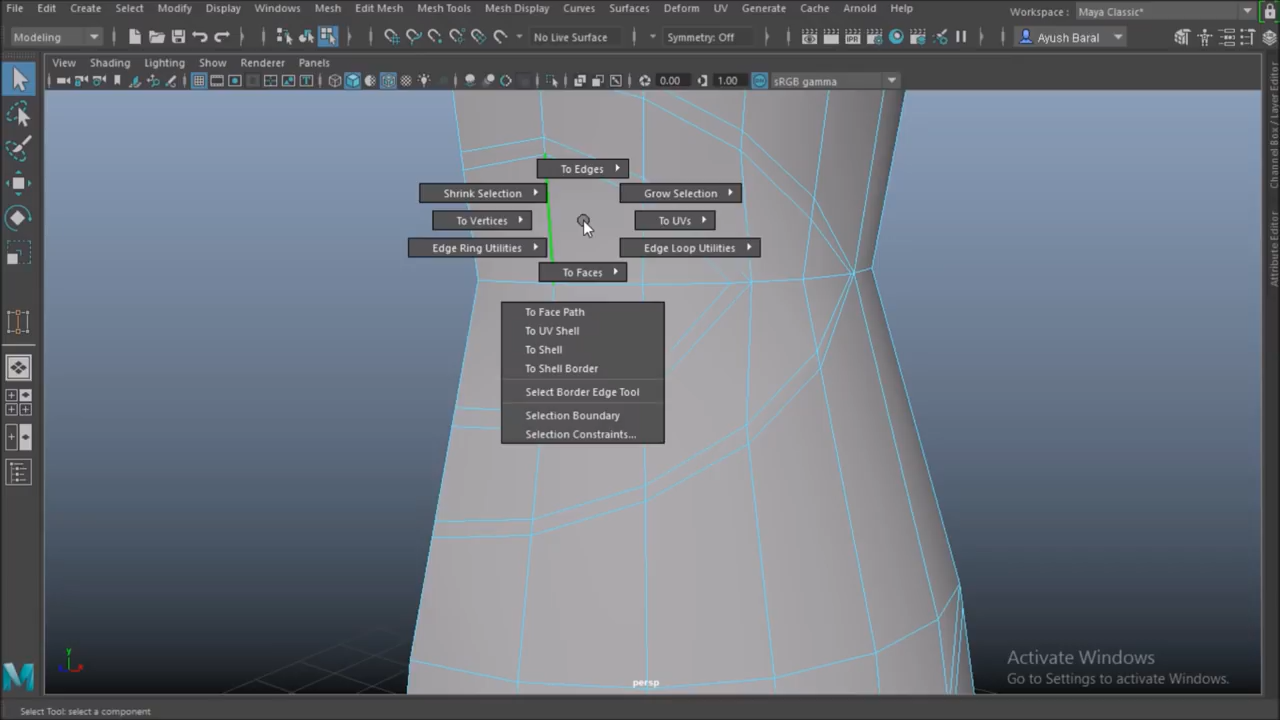 File Edit Create Select Modify Display Windows Mesh Edit Mesh Mesh Tools Mesh Display Curves Surfaces Deform UV Generate Cache Arnold Help Workspace : Maya Classic*
Modeling No Live Surface Symmetry: Off IPR Ayush Baral
View Shading Lighting Show Renderer Panels
0.00 1.00 sRGB gamma
Channel Box / Layer Editor
Attribute Editor
To Edges
Shrink Selection Grow Selection
To Vertices To UVs
Edge Ring Utilities Edge Loop Utilities
To Faces
To Face Path
To UV Shell
To Shell
To Shell Border
Select Border Edge Tool
Selection Boundary
Selection Constraints...
Activate Windows
Go to Settings to activate Windows.
y
persp
Select Tool: select a component